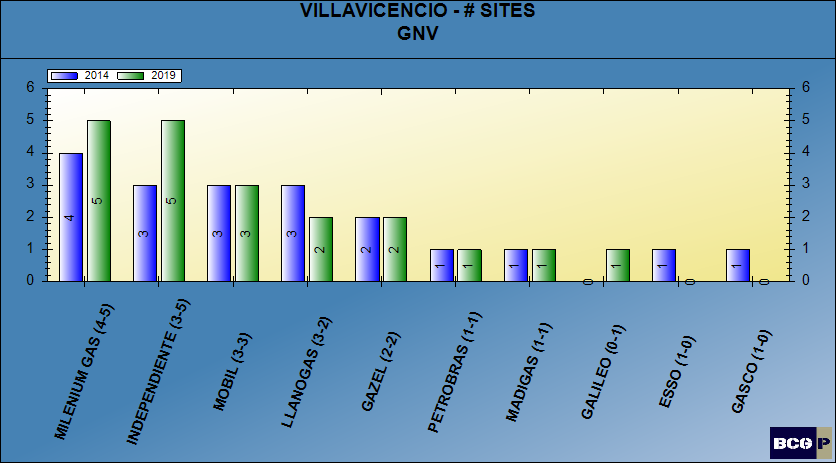 VILLAVICENCIO - # SITES
GNV
2014 2019
6 6
5 5
4 4
3 3
2 2
1 1
0 0
4 5 3 5 3 3 3 2 2 2 1 1 1 1 0 1 1 0 1 0
MILENIUM GAS (4-5)
INDEPENDIENTE (3-5)
MOBIL (3-3)
LLANOGAS (3-2)
GAZEL (2-2)
PETROBRAS (1-1)
MADIGAS (1-1)
GALILEO (0-1)
ESSO (1-0)
GASCO (1-0)
BCG P